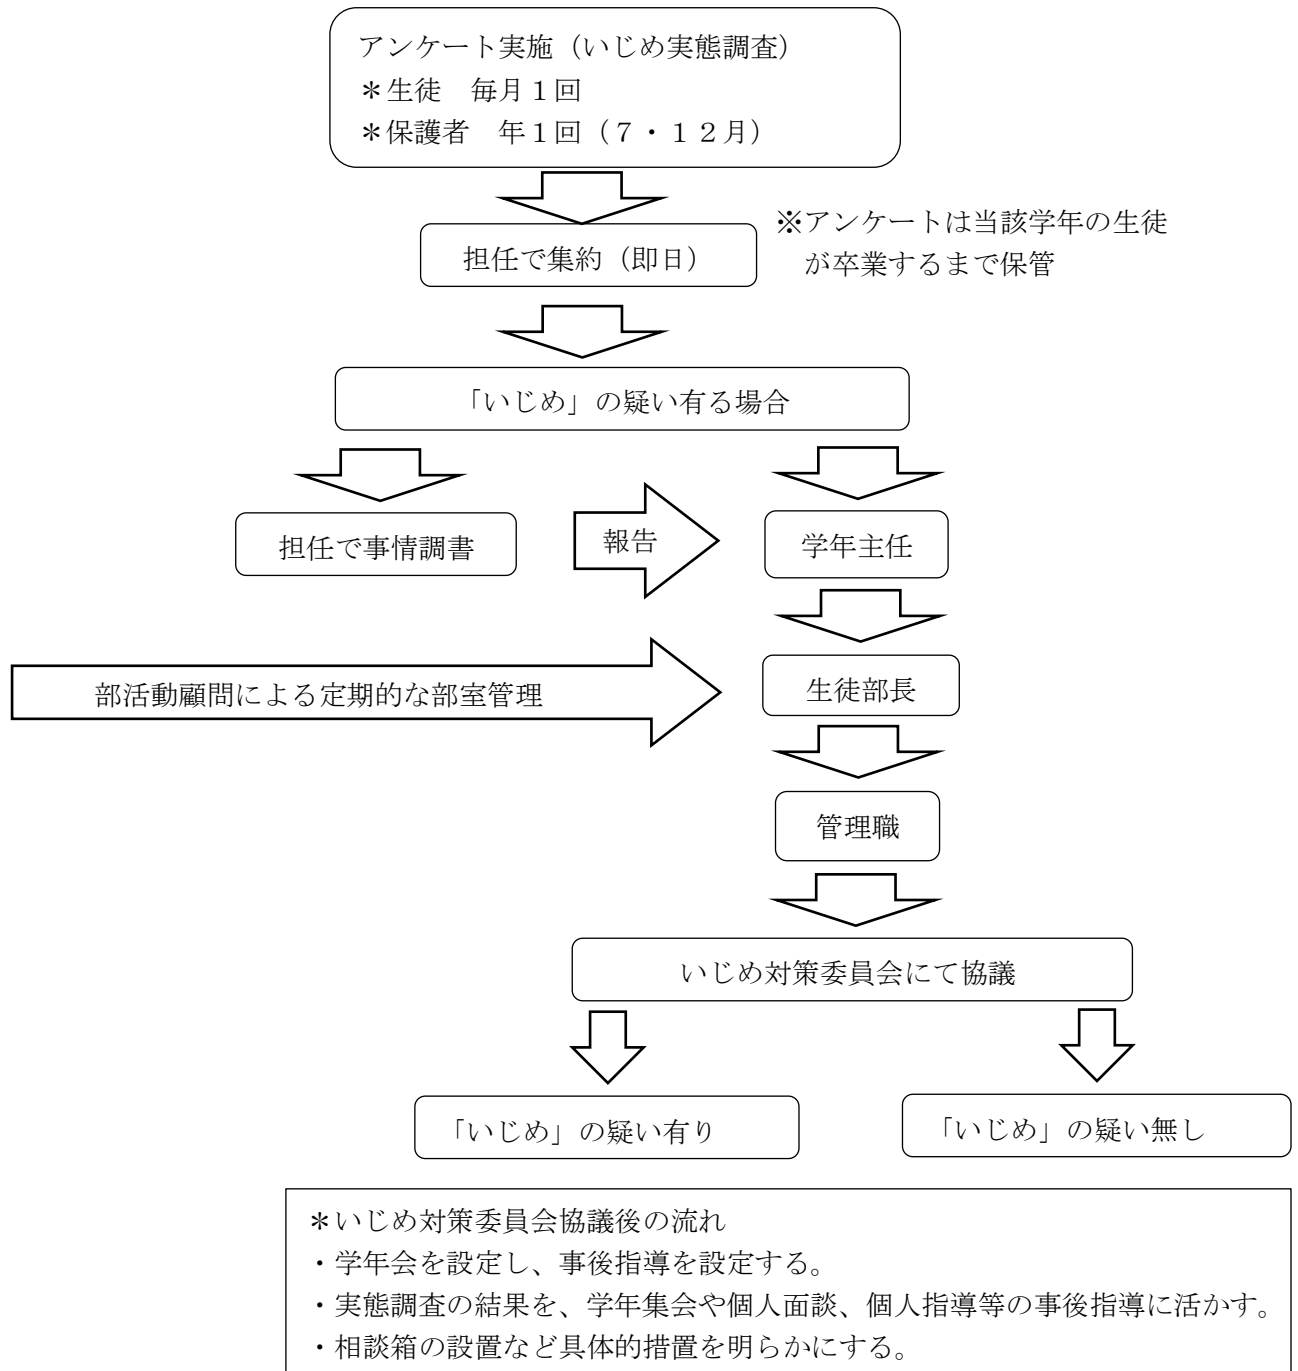 アンケート実施（いじめ実態調査）
＊生徒　毎月１回
＊保護者　年１回（７・１２月）
担任で集約（即日）
※アンケートは当該学年の生徒
が卒業するまで保管
「いじめ」の疑い有る場合
担任で事情調書
報告
学年主任
部活動顧問による定期的な部室管理
生徒部長
管理職
いじめ対策委員会にて協議
「いじめ」の疑い有り
「いじめ」の疑い無し
＊いじめ対策委員会協議後の流れ
・学年会を設定し、事後指導を設定する。
・実態調査の結果を、学年集会や個人面談、個人指導等の事後指導に活かす。
・相談箱の設置など具体的措置を明らかにする。